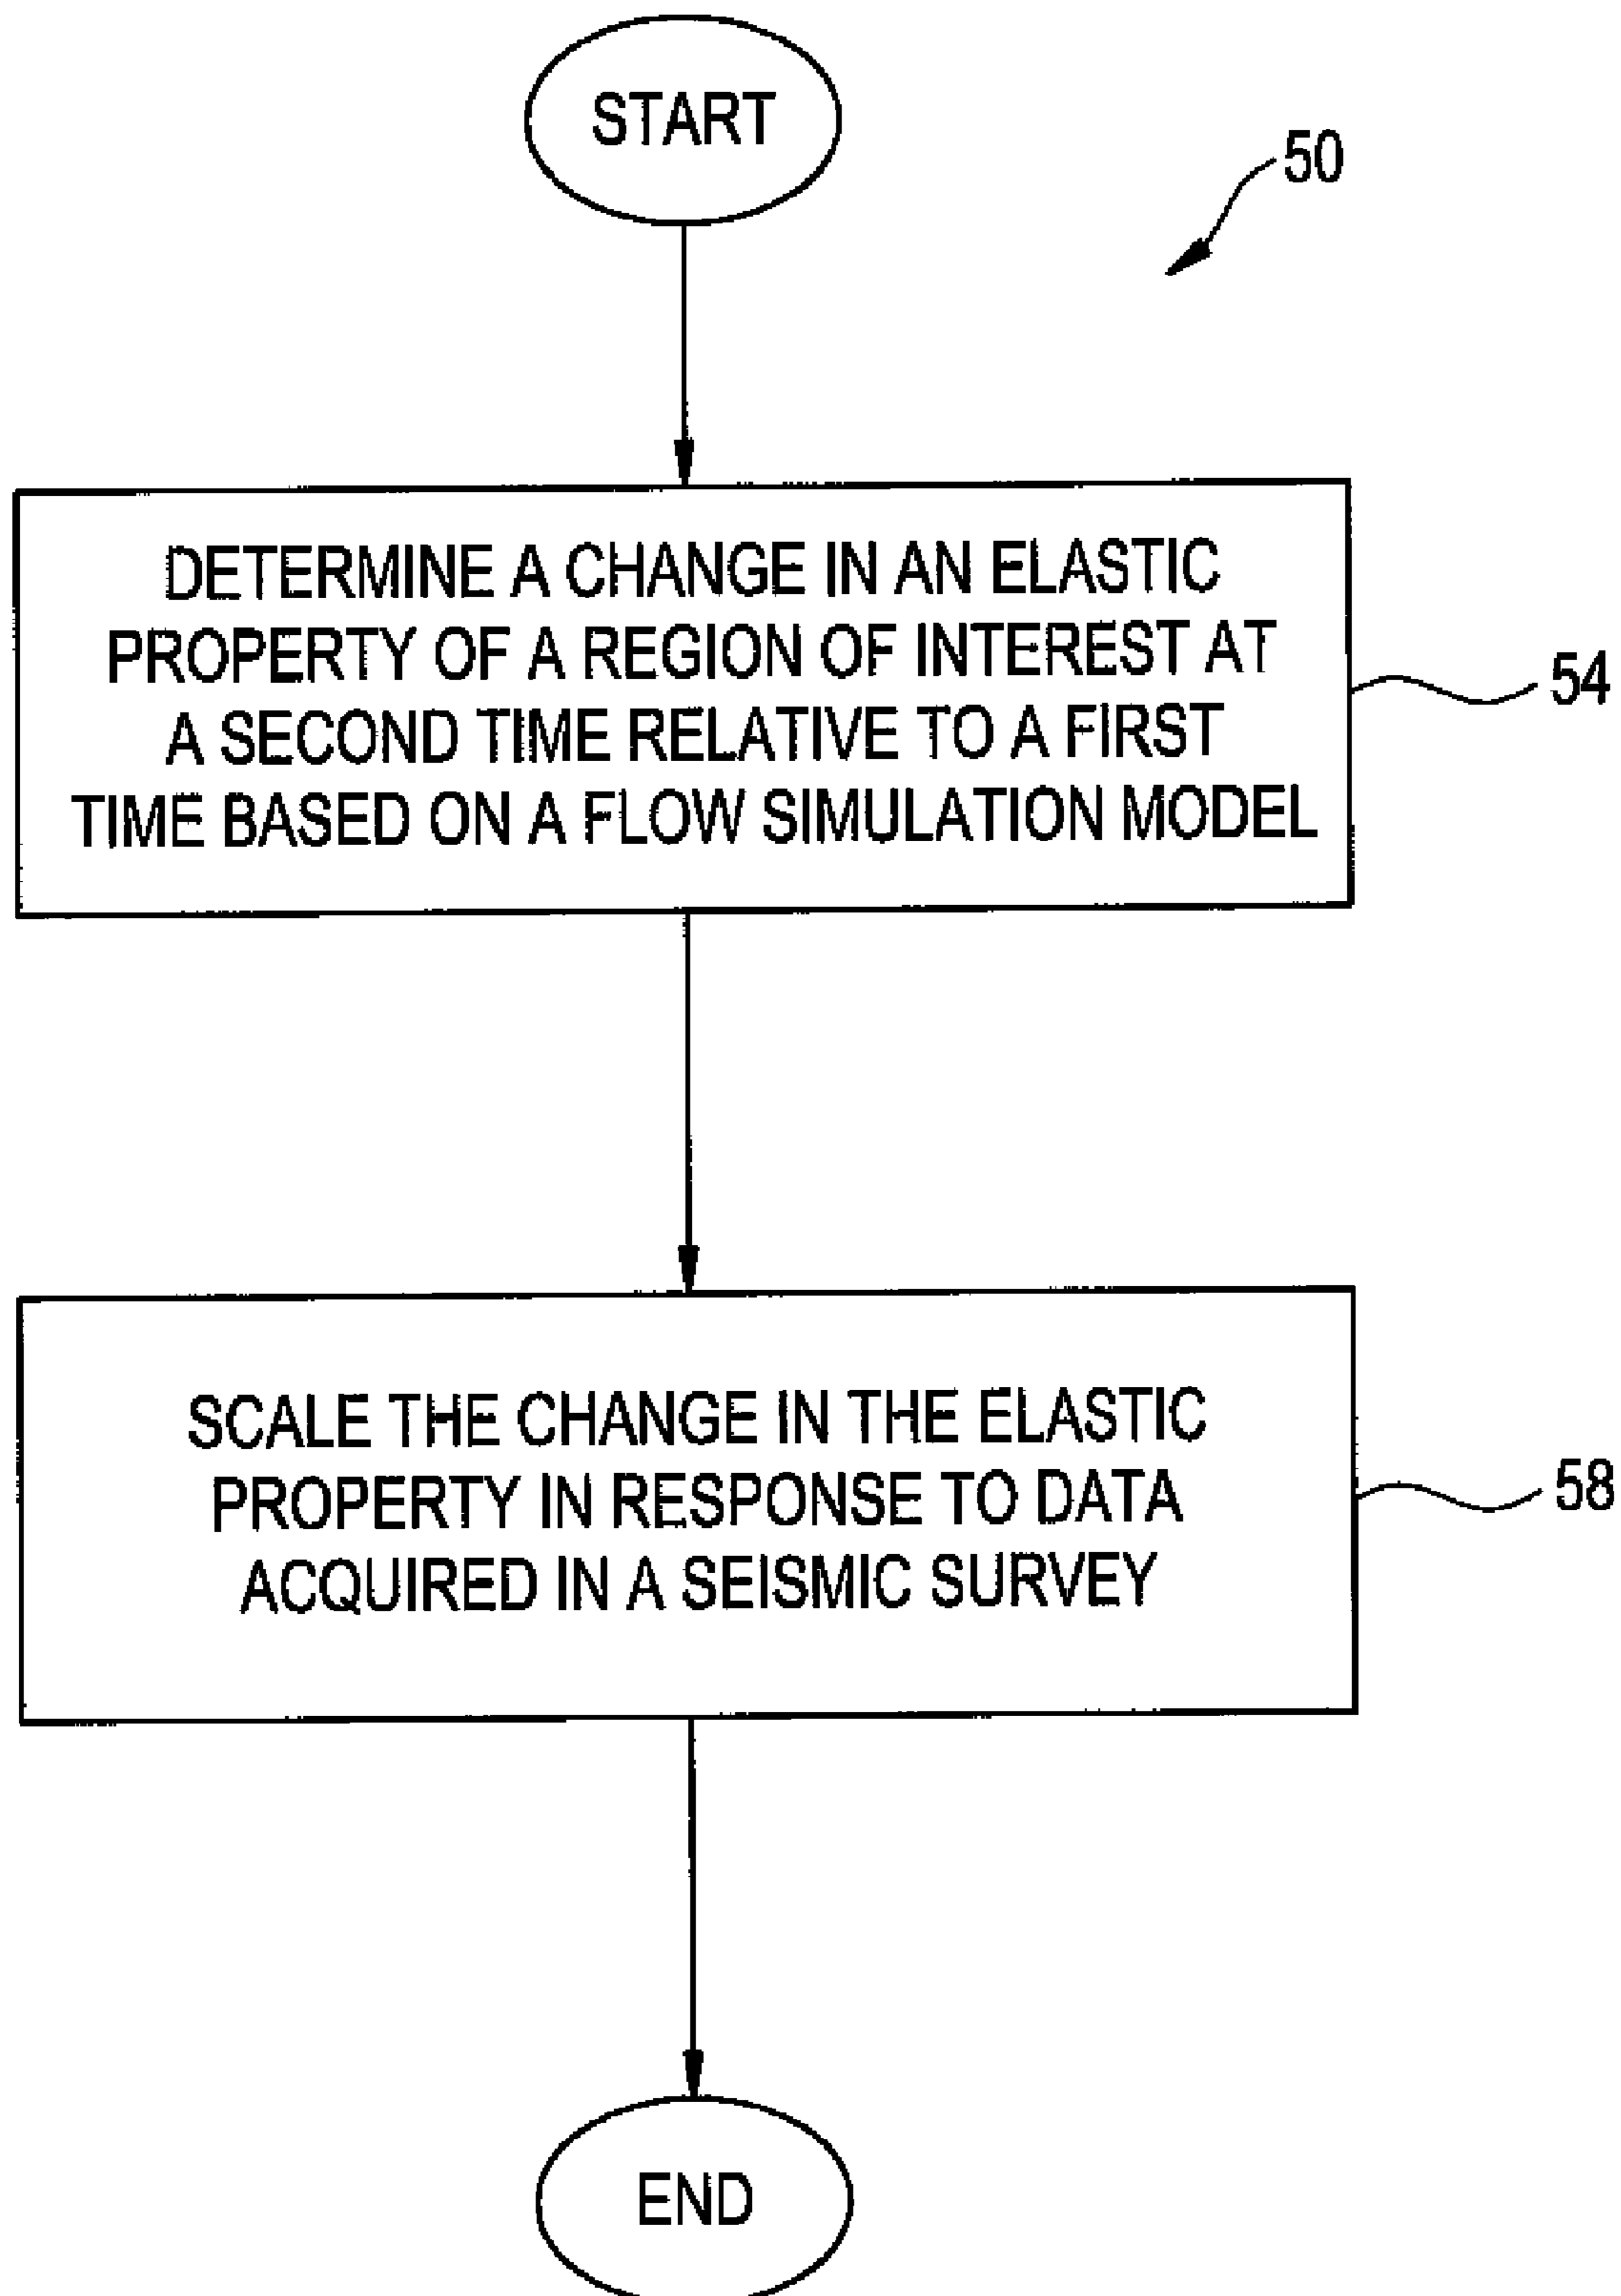 START
50
DETERMINE A CHANGE IN AN ELASTIC
PROPERTY OF A REGION OF INTEREST AT
A SECOND TIME RELATIVE TO A FIRST
TIME BASED ON A FLOW SIMULATION MODEL
54
SCALE THE CHANGE IN THE ELASTIC
PROPERTY IN RESPONSE TO DATA
ACQUIRED IN A SEISMIC SURVEY
58
END